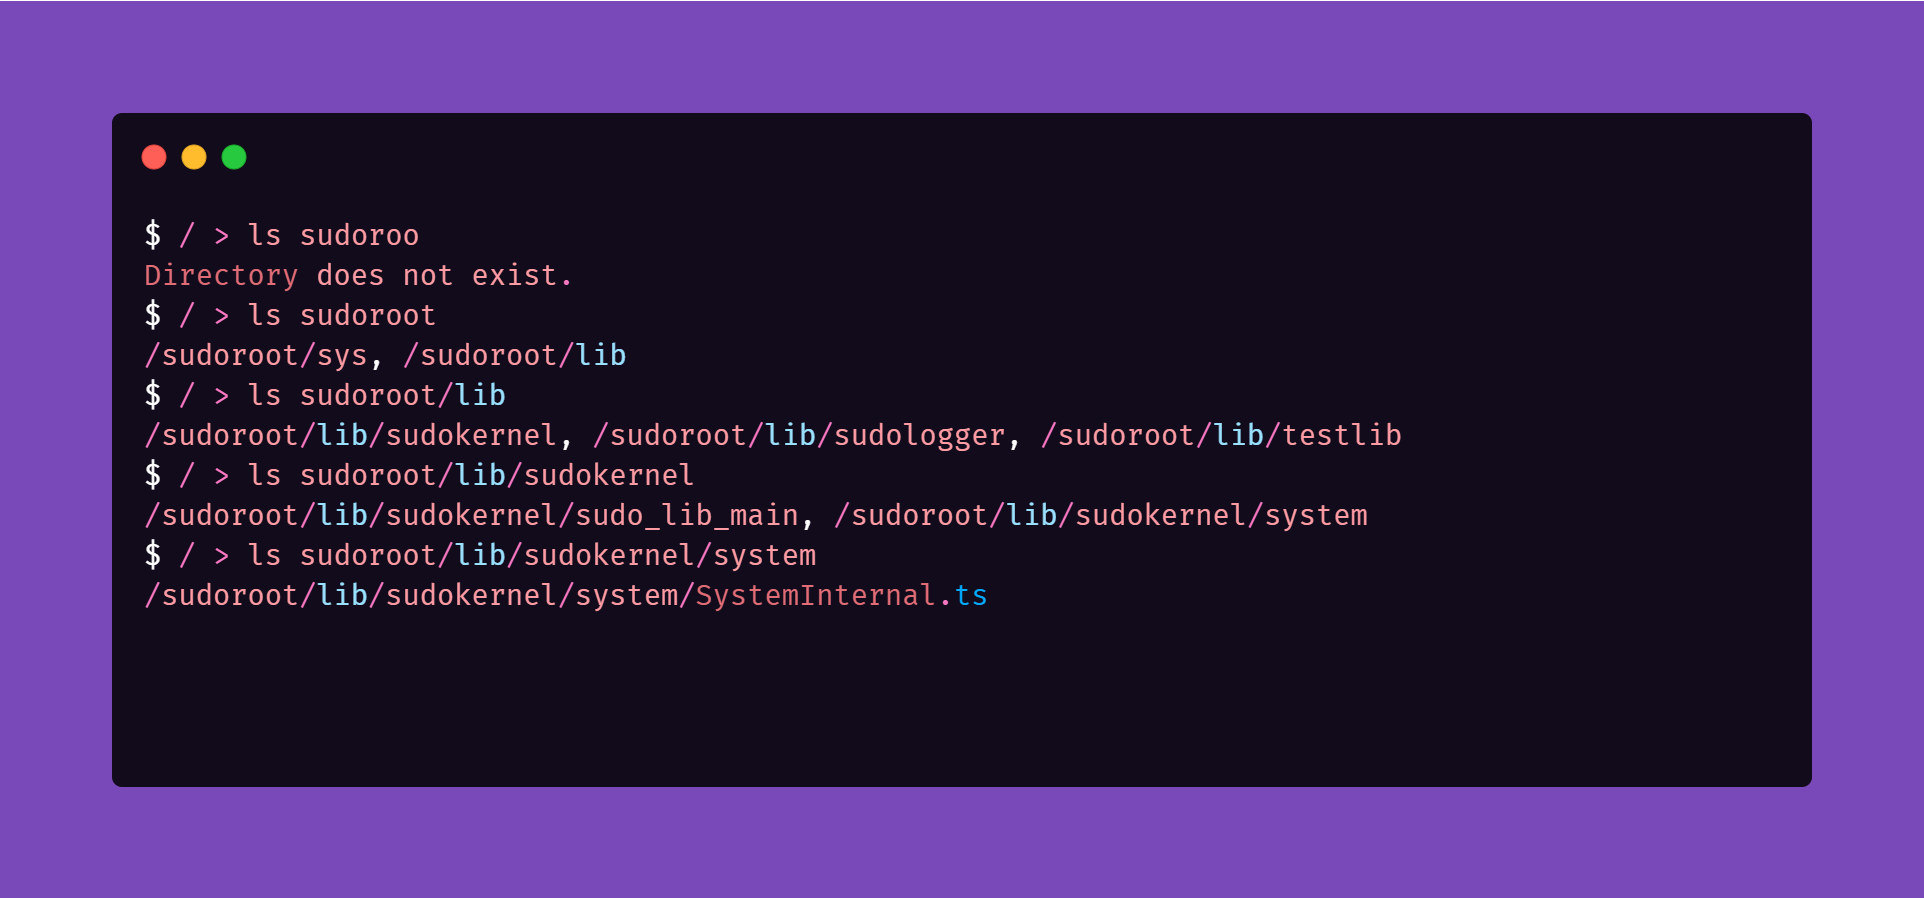 $ / > ls sudoroo
Directory does not exist.
$ / > ls sudoroot
/sudoroot/sys, /sudoroot/lib
$ / > ls sudoroot/lib
/sudoroot/lib/sudokernel, /sudoroot/lib/sudologger, /sudoroot/lib/testlib
$ / > ls sudoroot/lib/sudokernel
/sudoroot/lib/sudokernel/sudo_lib_main, /sudoroot/lib/sudokernel/system
$ / > ls sudoroot/lib/sudokernel/system
/sudoroot/lib/sudokernel/system/SystemInternal.ts